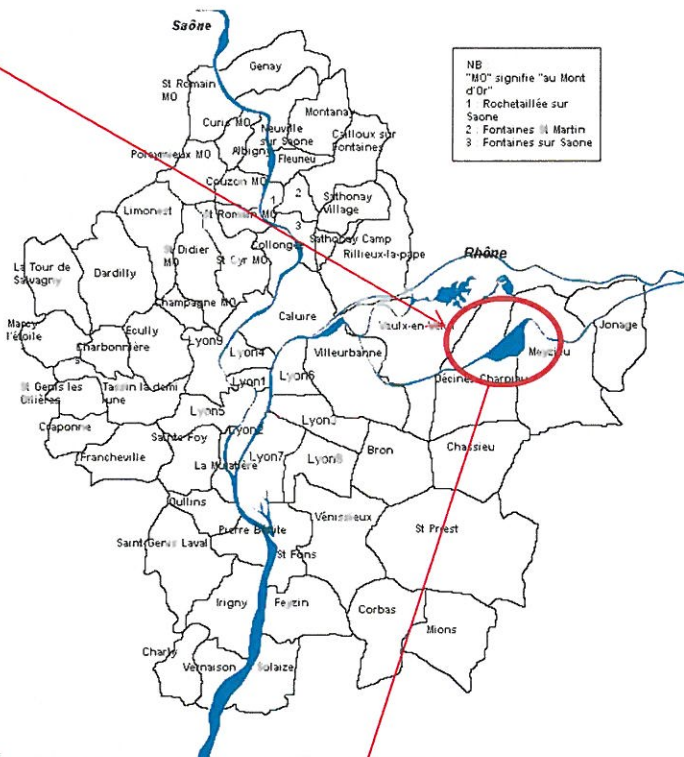 Saône
Genay
St Romain
MO
NB
"MO" signifie "au Mont
d'Or"
1 : Rochetaillée sur
Saone
2 : Fontaines St Martin
3 : Fontaines sur Saone
Montana
Curis MO
Neuville
sur Saone
Cailloux sur
Fontaines
Albigny
Fleurieu
Couzon MO
1
2
3
Sathonay
Village
Limonest
St Romain MO
Collonge
Sathonay Camp
Rillieux-la-pape
Rhône
St Didier
MO
St Cyr MO
La Tour de
Salvagny
Dardilly
Champagne MO
Calure
Vaulx-en-Velin
Jonage
Meyzieu
Marcy
l'étoile
Ecully
Charbonnière
s
Lyon9
Lyon4
Villeurbanne
Décines Charpieu
St Genis les
Ollières
Tassin la demi
lune
Lyon1
Lyon6
Craponne
Lyon5
Lyon2
Lyon3
Francheville
Sainte Foy
La Mulatière
Lyon7
Lyon8
Bron
Chassieu
Oullins
Pierre Bénite
Vénissieux
St Priest
Saint Genis Laval
St Fons
Irigny
Feyzin
Corbas
Mions
Charly
Vernaison
Solaize